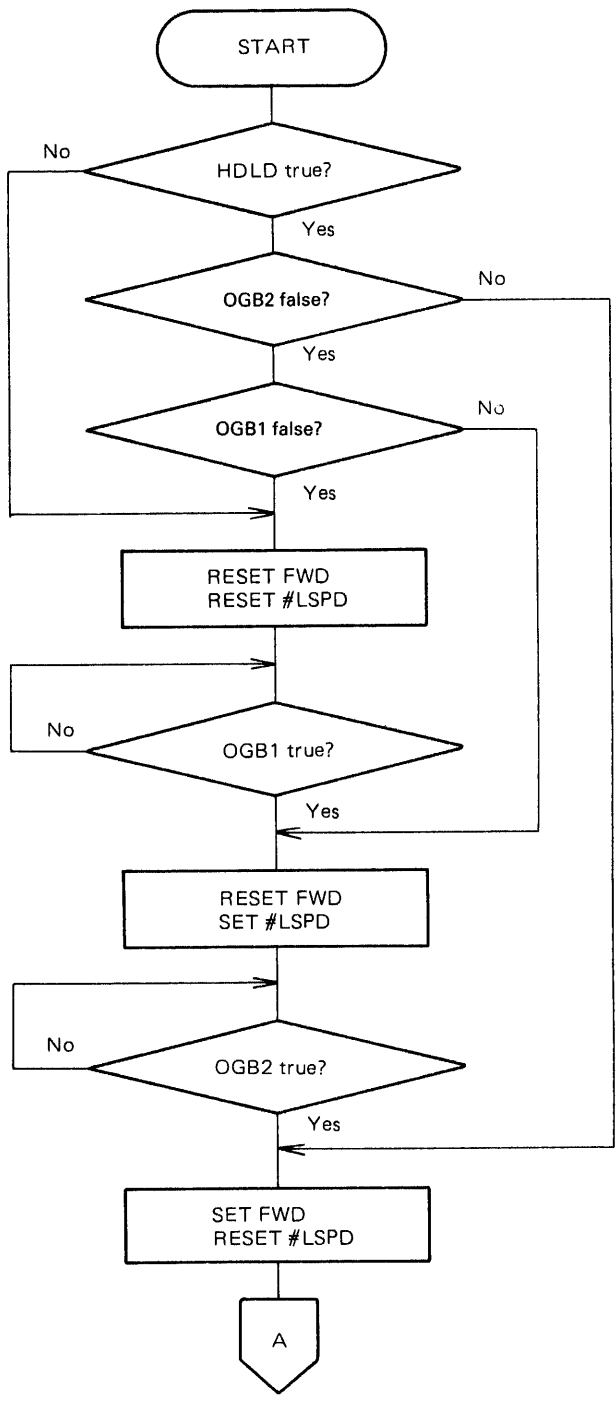 START
No
HDLD true?
Yes
OGB2 false?
No
Yes
OGB1 false?
No
Yes
RESET FWD
RESET #LSPD
No
OGB1 true?
Yes
RESET FWD
SET #LSPD
No
OGB2 true?
Yes
SET FWD
RESET #LSPD
A